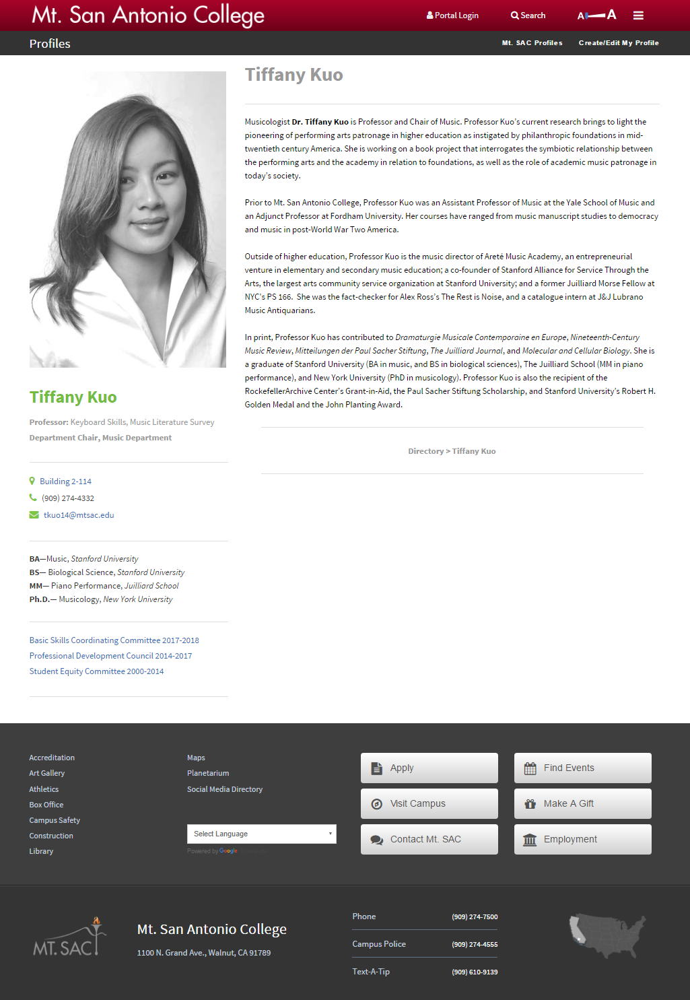 Mt. San Antonio College
Portal Login
Search
A A
Profiles
Mt. SAC Profiles
Create/Edit My Profile
Tiffany Kuo
Musicologist Dr. Tiffany Kuo is Professor and Chair of Music. Professor Kuo's current research brings to light the
pioneering of performing arts patronage in higher education as instigated by philanthropic foundations in mid-
twentieth century America. She is working on a book project that interrogates the symbiotic relationship between
the performing arts and the academy in relation to foundations, as well as the role of academic music patronage in
today's society.
Prior to Mt. San Antonio College, Professor Kuo was an Assistant Professor of Music at the Yale School of Music and
an Adjunct Professor at Fordham University. Her courses have ranged from music manuscript studies to democracy
and music in post-World War Two America.
Outside of higher education, Professor Kuo is the music director of Areté Music Academy, an entrepreneurial
venture in elementary and secondary music education; a co-founder of Stanford Alliance for Service Through the
Arts, the largest arts community service organization at Stanford University; and a former Juilliard Morse Fellow at
NYC's PS 166. She was the fact-checker for Alex Ross's The Rest is Noise, and a catalogue intern at J&J Lubrano
Music Antiquarians.
In print, Professor Kuo has contributed to Dramaturgie Musicale Contemporaine en Europe, Nineteenth-Century
Music Review, Mitteilungen der Paul Sacher Stiftung, The Juilliard Journal, and Molecular and Cellular Biology. She is
a graduate of Stanford University (BA in music, and BS in biological sciences), The Juilliard School (MM in piano
performance), and New York University (PhD in musicology). Professor Kuo is also the recipient of the
RockefellerArchive Center's Grant-in-Aid, the Paul Sacher Stiftung Scholarship, and Stanford University's Robert H.
Golden Medal and the John Planting Award.
Directory > Tiffany Kuo
Tiffany Kuo
Professor: Keyboard Skills, Music Literature Survey
Department Chair, Music Department
Building 2-114
(909) 274-4332
tkuo14@mtsac.edu
BA—Music, Stanford University
BS— Biological Science, Stanford University
MM— Piano Performance, Juilliard School
Ph.D.— Musicology, New York University
Basic Skills Coordinating Committee 2017-2018
Professional Development Council 2014-2017
Student Equity Committee 2000-2014
Accreditation
Art Gallery
Athletics
Box Office
Campus Safety
Construction
Library
Maps
Planetarium
Social Media Directory
Select Language
Powered by Google
Apply
Visit Campus
Contact Mt. SAC
Find Events
Make A Gift
Employment
MT. SAC
Mt. San Antonio College
1100 N. Grand Ave., Walnut, CA 91789
Phone (909) 274-7500
Campus Police (909) 274-4555
Text-A-Tip (909) 610-9139